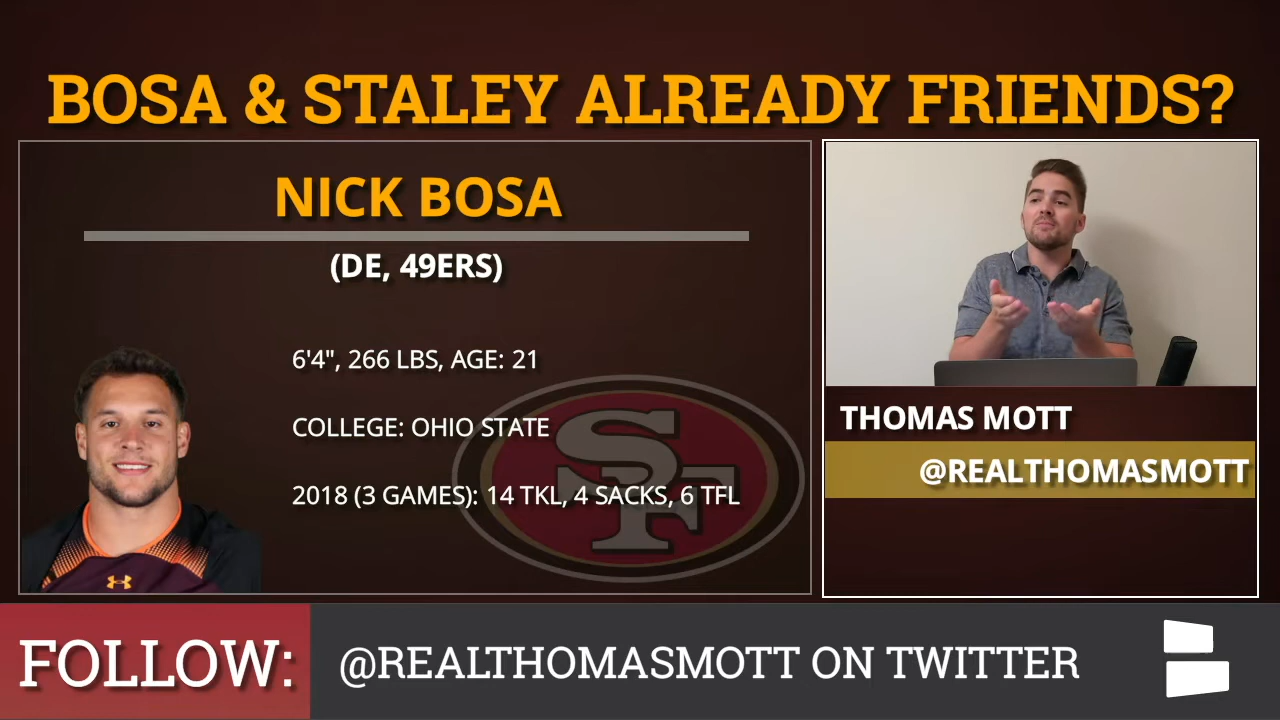 BOSA & STALEY ALREADY FRIENDS?
NICK BOSA
(DE, 49ERS)
6'4", 266 LBS, AGE: 21
COLLEGE: OHIO STATE
2018 (3 GAMES): 14 TKL, 4 SACKS, 6 TFL
SF
THOMAS MOTT
@REALTHOMASMOTT
FOLLOW:
@REALTHOMASMOTT ON TWITTER